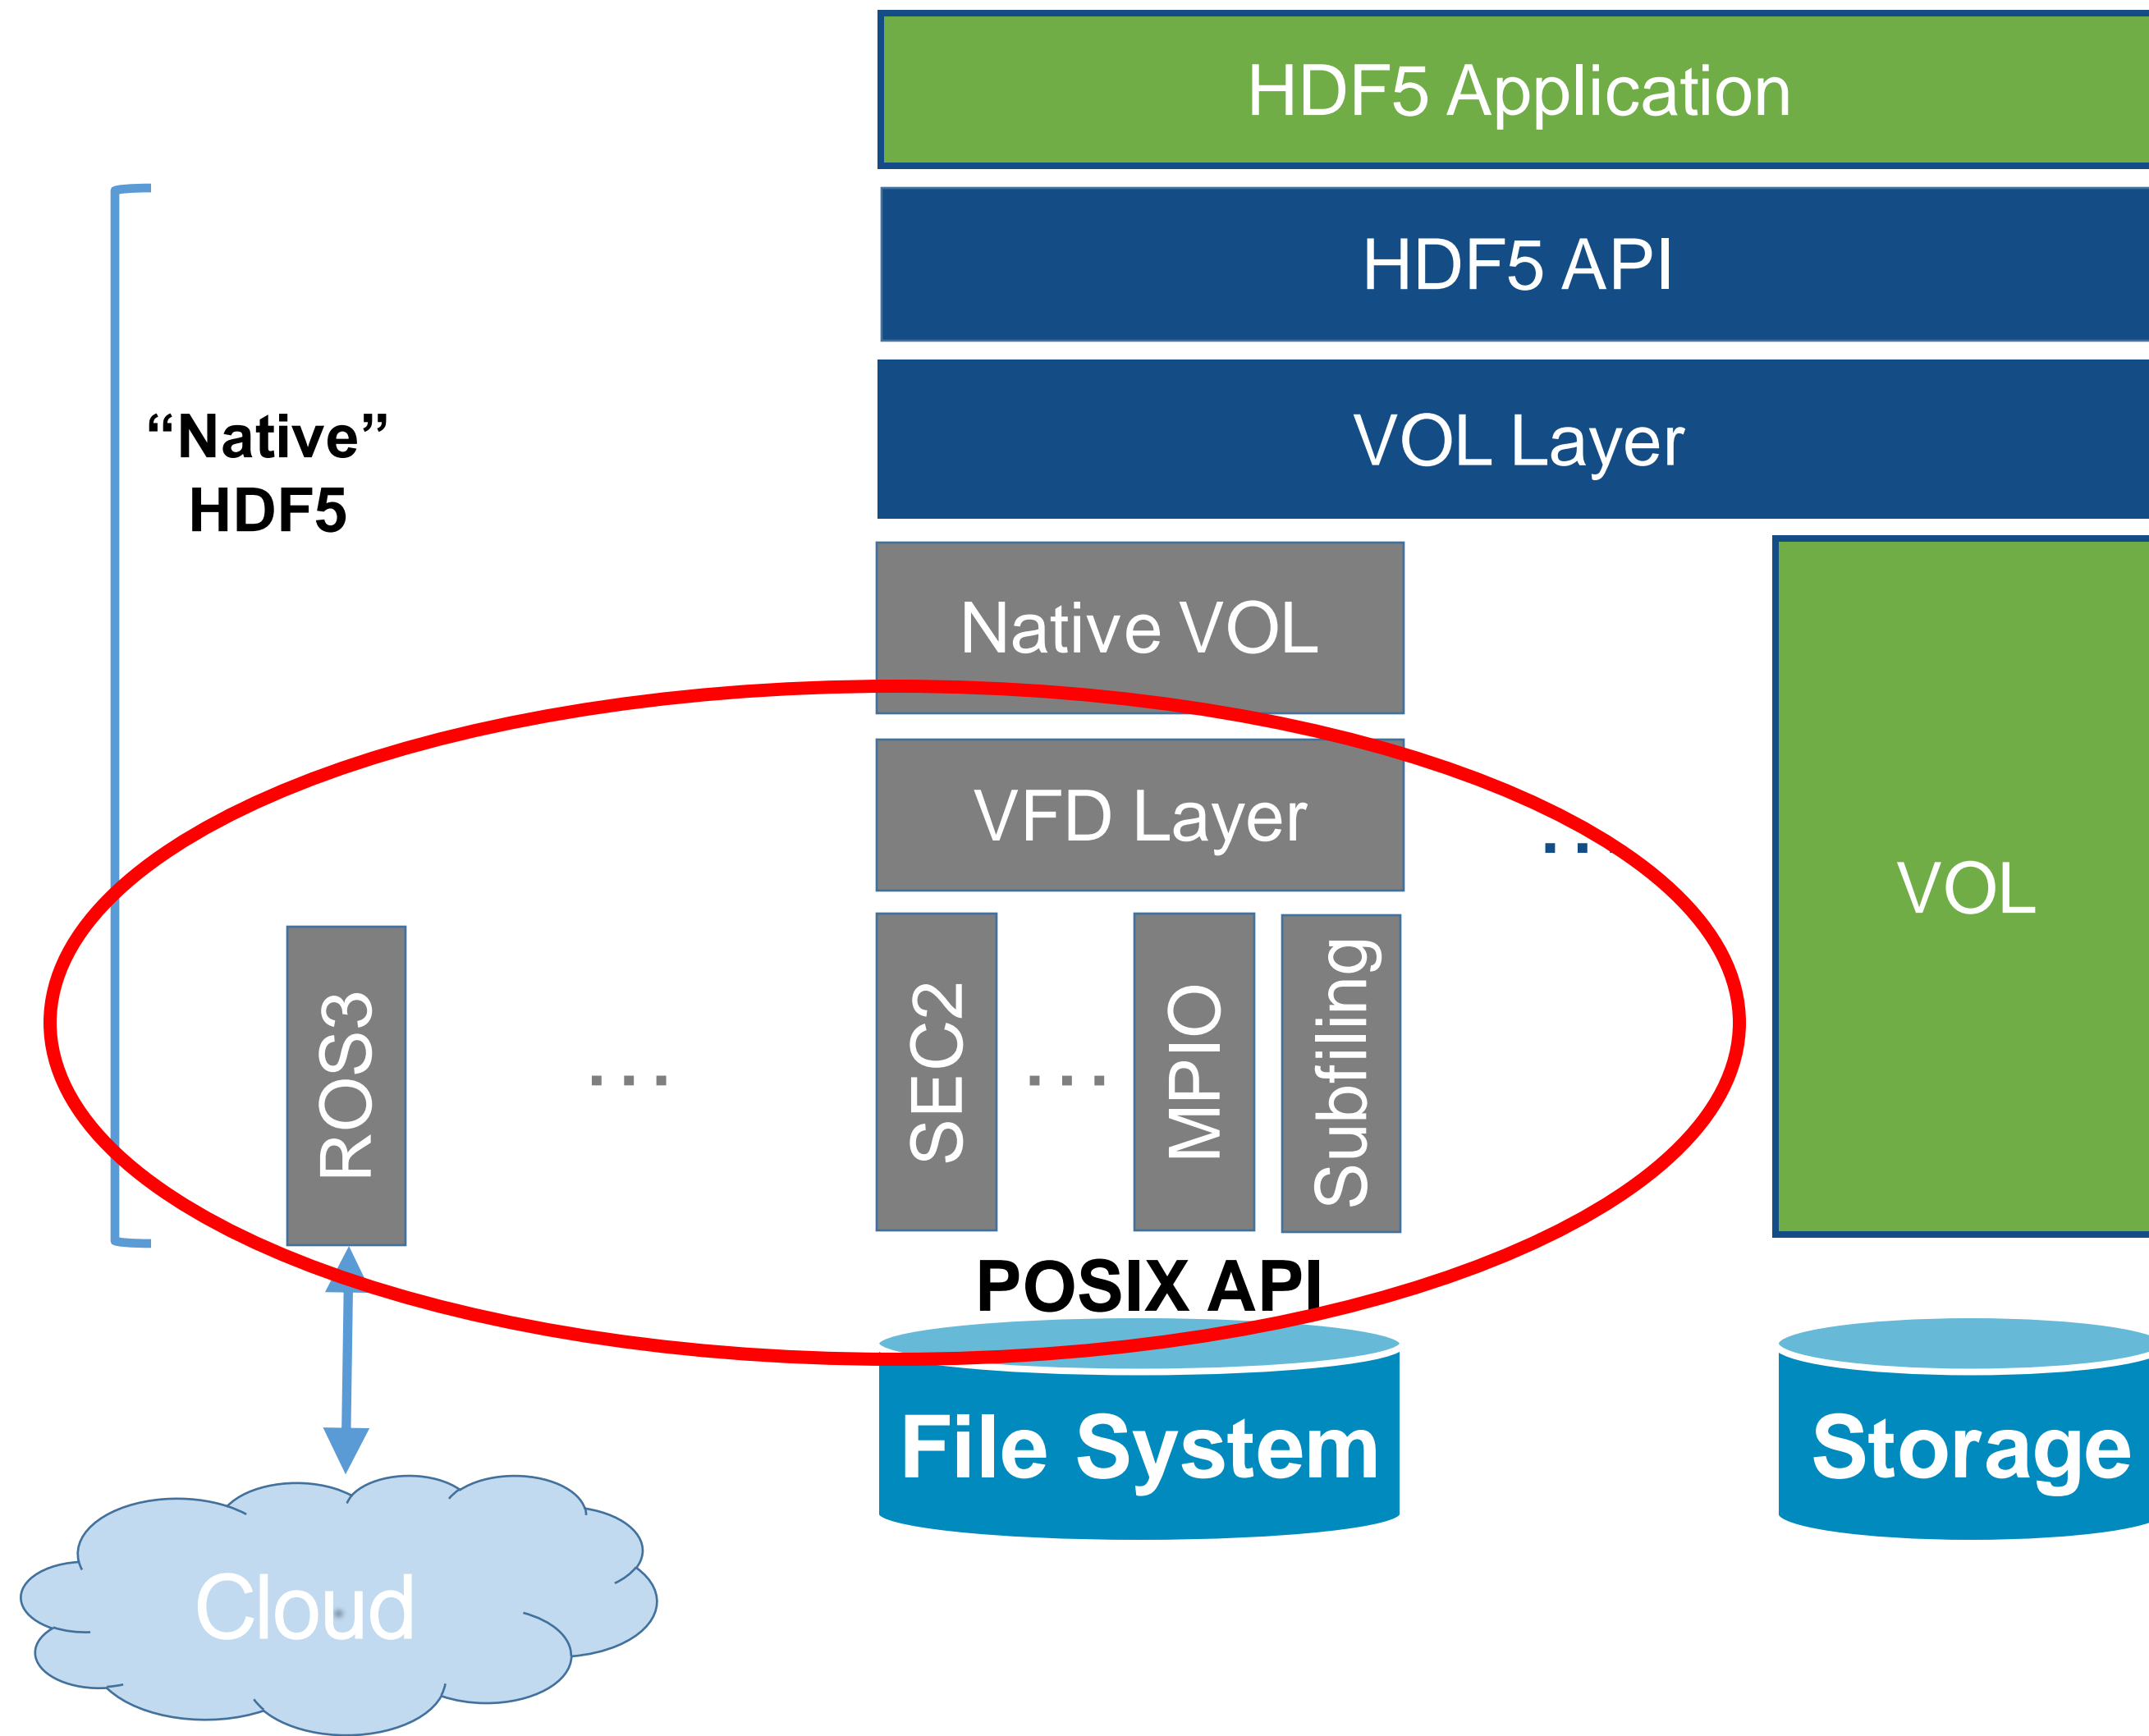 HDF5 Application
HDF5 API
“Native”
HDF5
VOL Layer
Native VOL
VFD Layer
...
VOL
ROS3
...
SEC2
...
MPIO
Subfiling
POSIX API
File System
Storage
Cloud